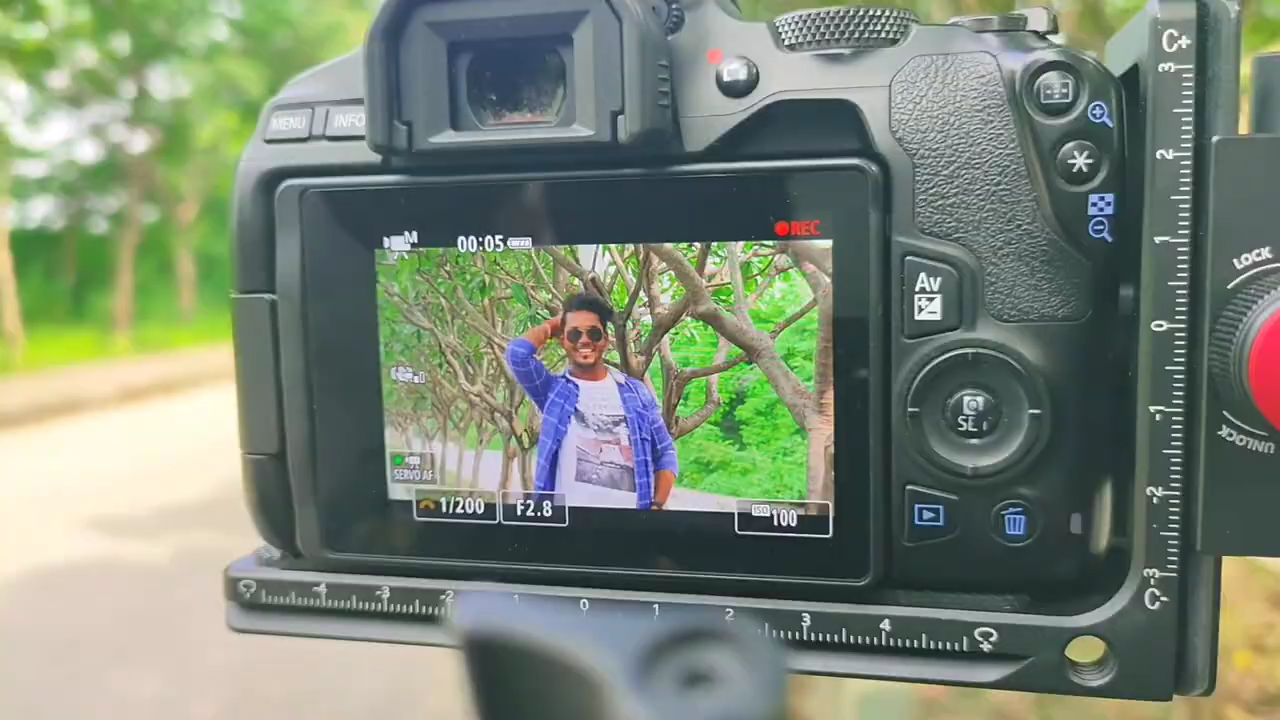 MENU
INFO
M
00:05
REC
SERVO AF
1/200
F2.8
ISO 100
Av
SET
C+
3
2
1
0
-1
-2
-3
LOCK
UNLOCK
-4 -3 -2 1 0 1 2 3 4